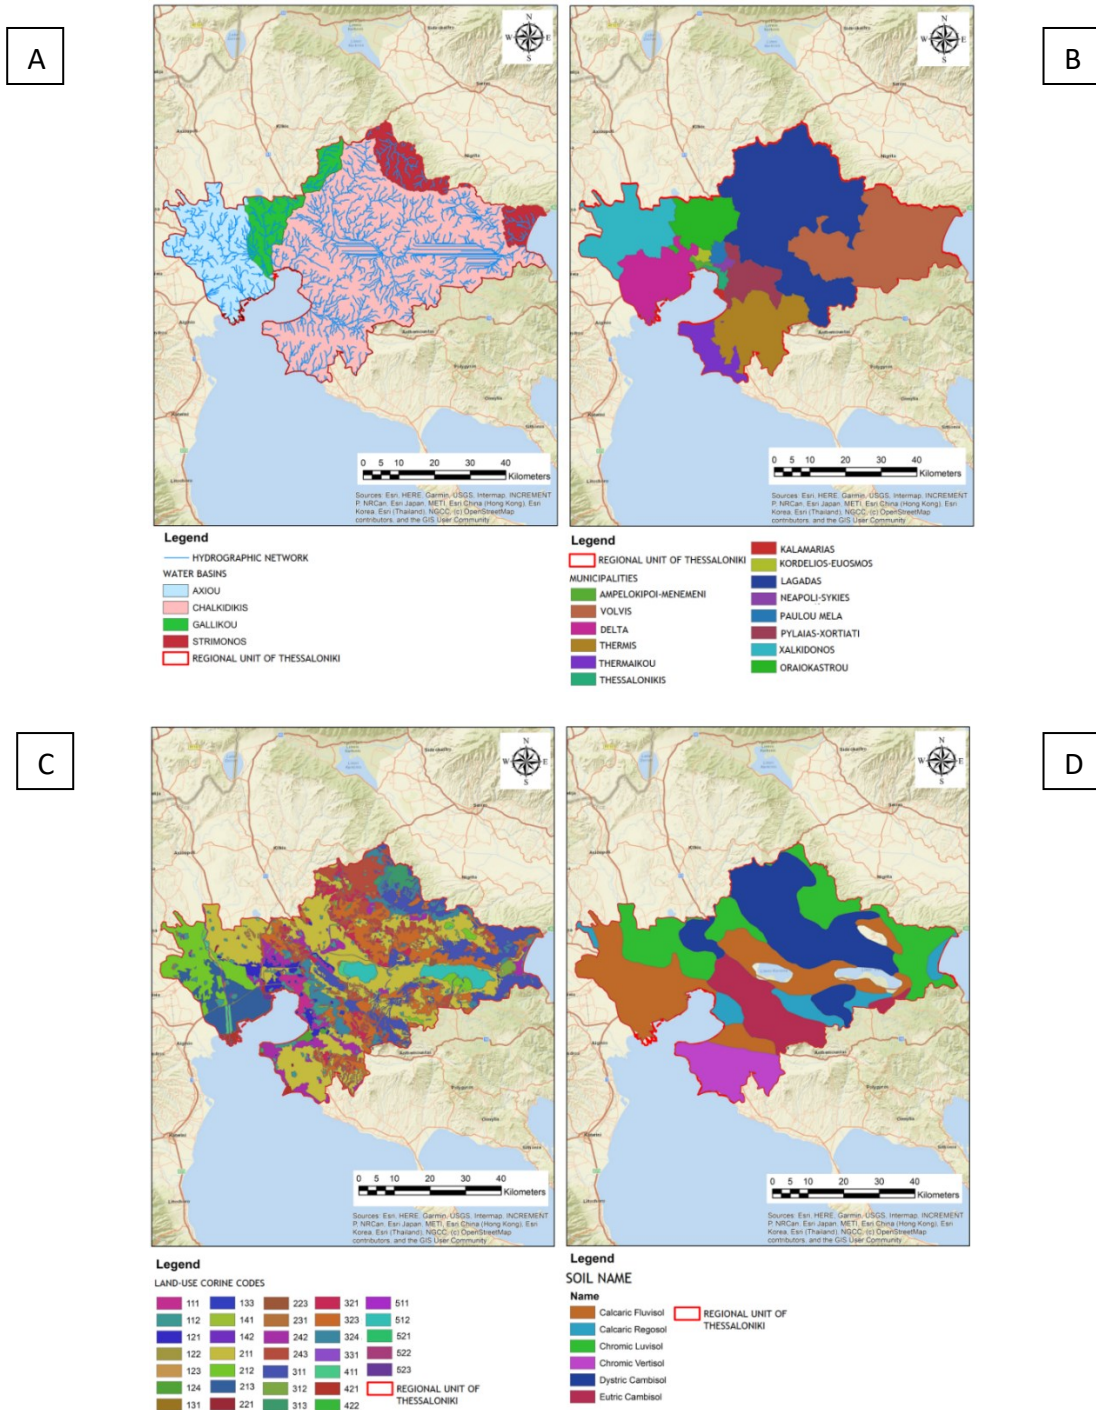 A
B
N
W E
S
0 5 10 20 30 40
Kilometers
Sources: Esri, HERE, Garmin, USGS, Intermap, INCREMENT
P, NRCan, Esri Japan, METI, Esri China (Hong Kong), Esri
Korea, Esri (Thailand), NGCC, (c) OpenStreetMap
contributors, and the GIS User Community
Legend
HYDROGRAPHIC NETWORK
WATER BASINS
AXIOU
CHALKIDIKIS
GALLIKOU
STRIMONOS
REGIONAL UNIT OF THESSALONIKI
N
W E
S
0 5 10 20 30 40
Kilometers
Sources: Esri, HERE, Garmin, USGS, Intermap, INCREMENT
P, NRCan, Esri Japan, METI, Esri China (Hong Kong), Esri
Korea, Esri (Thailand), NGCC, (c) OpenStreetMap
contributors, and the GIS User Community
Legend
REGIONAL UNIT OF THESSALONIKI
MUNICIPALITIES
AMPELOKIPOI-MENEMENI
VOLVIS
DELTA
THERMIS
THERMAIKOU
THESSALONIKIS
KALAMARIAS
KORDELIOS-EUOSMOS
LAGADAS
NEAPOLI-SYKIES
PAULOU MELA
PYLAIAS-XORTIATI
XALKIDONOS
ORAIOKASTROU
C
D
N
W E
S
0 5 10 20 30 40
Kilometers
Sources: Esri, HERE, Garmin, USGS, Intermap, INCREMENT
P, NRCan, Esri Japan, METI, Esri China (Hong Kong), Esri
Korea, Esri (Thailand), NGCC, (c) OpenStreetMap
contributors, and the GIS User Community
Legend
LAND-USE CORINE CODES
111 133 223 321 511
112 141 231 323 512
121 142 242 324 521
122 211 243 331 522
123 212 311 411 523
124 213 312 421 REGIONAL UNIT OF
131 221 313 422 THESSALONIKI
N
W E
S
0 5 10 20 30 40
Kilometers
Sources: Esri, HERE, Garmin, USGS, Intermap, INCREMENT
P, NRCan, Esri Japan, METI, Esri China (Hong Kong), Esri
Korea, Esri (Thailand), NGCC, (c) OpenStreetMap
contributors, and the GIS User Community
Legend
SOIL NAME
Name
Calcaric Fluvisol
Calcaric Regosol
Chromic Luvisol
Chromic Vertisol
Dystric Cambisol
Eutric Cambisol
REGIONAL UNIT OF
THESSALONIKI